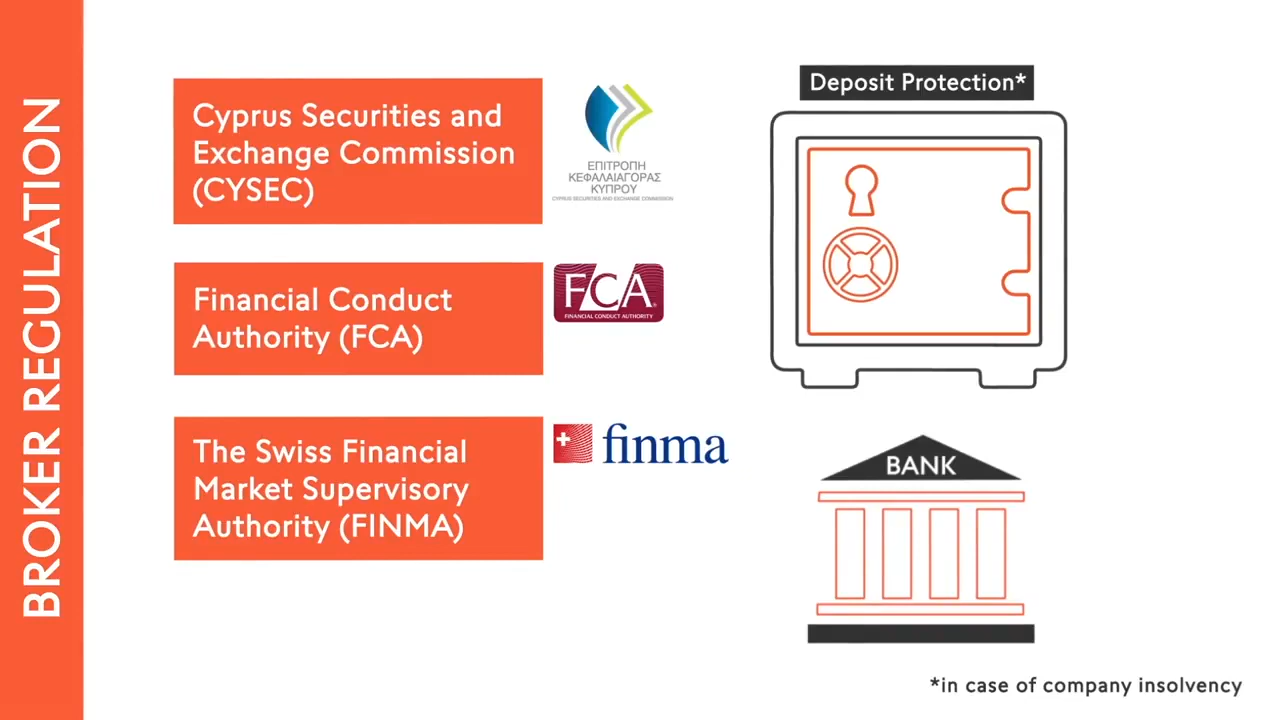 BROKER REGULATION
Cyprus Securities and
Exchange Commission
(CYSEC)
ΕΠΙΤΡΟΠΗ
ΚΕΦΑΛΑΙΑΓΟΡΑΣ
ΚΥΠΡΟΥ
CYPRUS SECURITIES AND EXCHANGE COMMISSION
Financial Conduct
Authority (FCA)
FCA
FINANCIAL CONDUCT AUTHORITY
The Swiss Financial
Market Supervisory
Authority (FINMA)
finma
Deposit Protection*
BANK
*in case of company insolvency